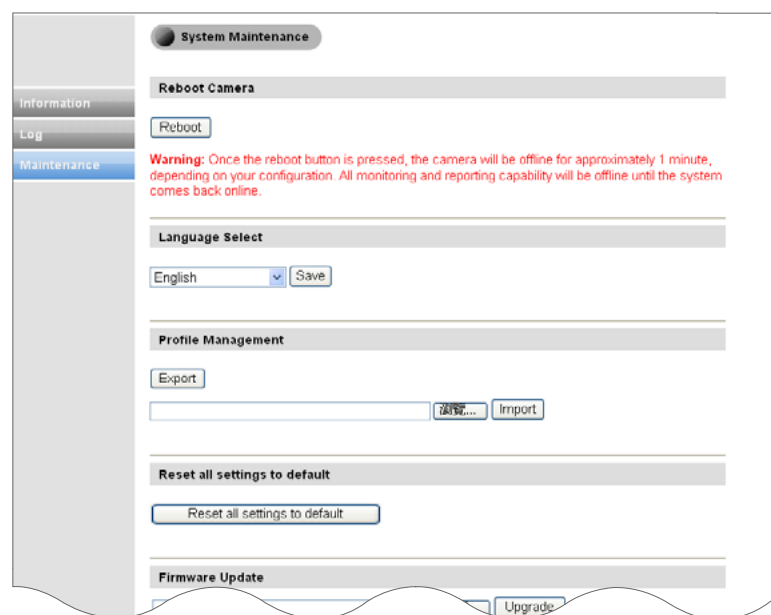 System Maintenance
Information
Log
Maintenance
Reboot Camera
Reboot
Warning: Once the reboot button is pressed, the camera will be offline for approximately 1 minute,
depending on your configuration. All monitoring and reporting capability will be offline until the system
comes back online.
Language Select
English Save
Profile Management
Export
Import
Reset all settings to default
Reset all settings to default
Firmware Update
Upgrade